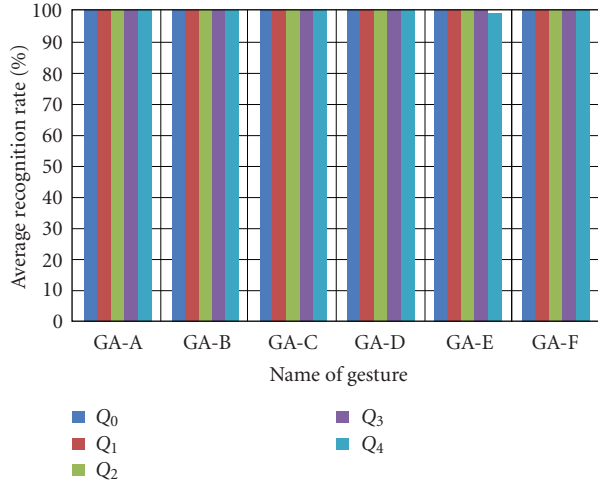 Average recognition rate (%)
100
90
80
70
60
50
40
30
20
10
0
GA-A GA-B GA-C GA-D GA-E GA-F
Name of gesture
Q₀ Q₃
Q₁ Q₄
Q₂